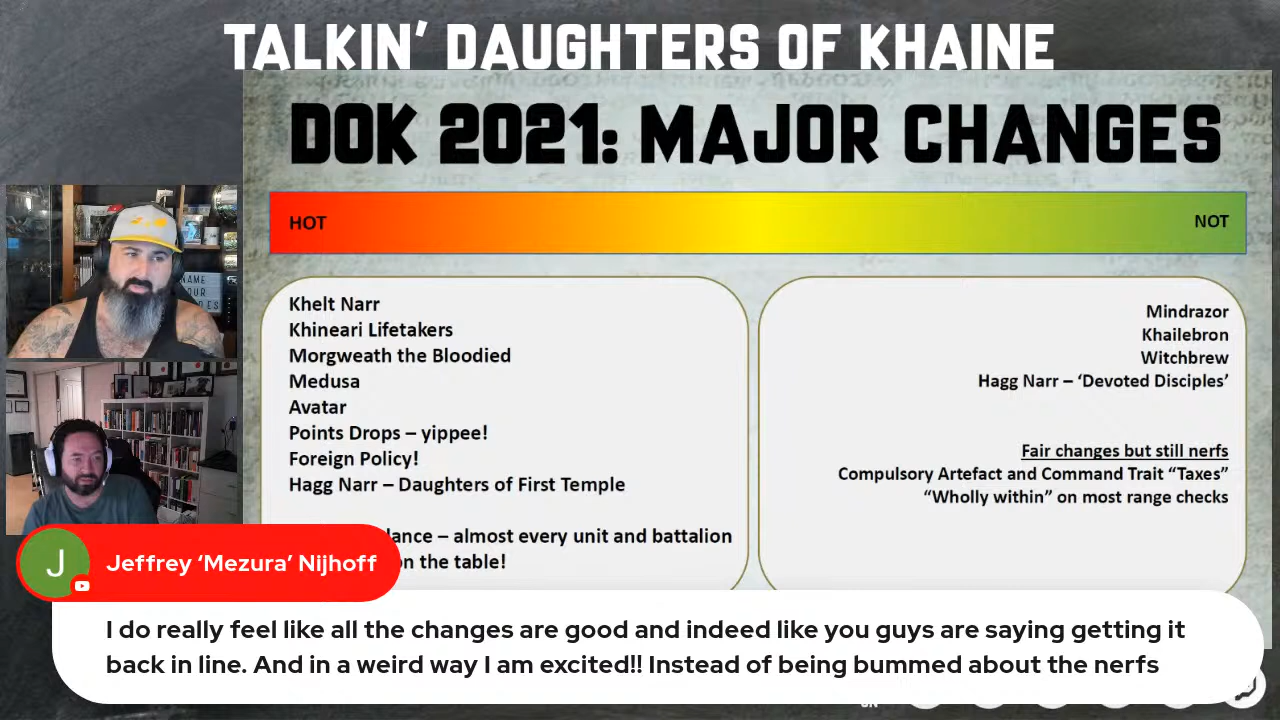 TALKIN' DAUGHTERS OF KHAINE
DOK 2021: MAJOR CHANGES
HOT
NOT
Khelt Narr
Khineari Lifetakers
Morgweath the Bloodied
Medusa
Avatar
Points Drops – yippee!
Foreign Policy!
Hagg Narr – Daughters of First Temple
– almost every unit and battalion
the table!
Mindrazor
Khailebron
Witchbrew
Hagg Narr – 'Devoted Disciples'
Fair changes but still nerfs
Compulsory Artefact and Command Trait “Taxes”
“Wholly within” on most range checks
NAME
J
Jeffrey ‘Mezura’ Nijhoff
I do really feel like all the changes are good and indeed like you guys are saying getting it
back in line. And in a weird way I am excited!! Instead of being bummed about the nerfs